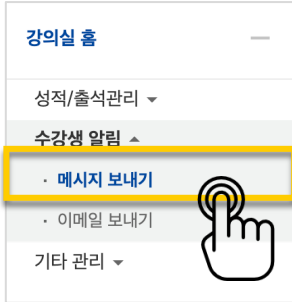 강의실 홈
성적/출석관리 ▾
수강생 알림 ▴
· 메시지 보내기
· 이메일 보내기
기타 관리 ▾